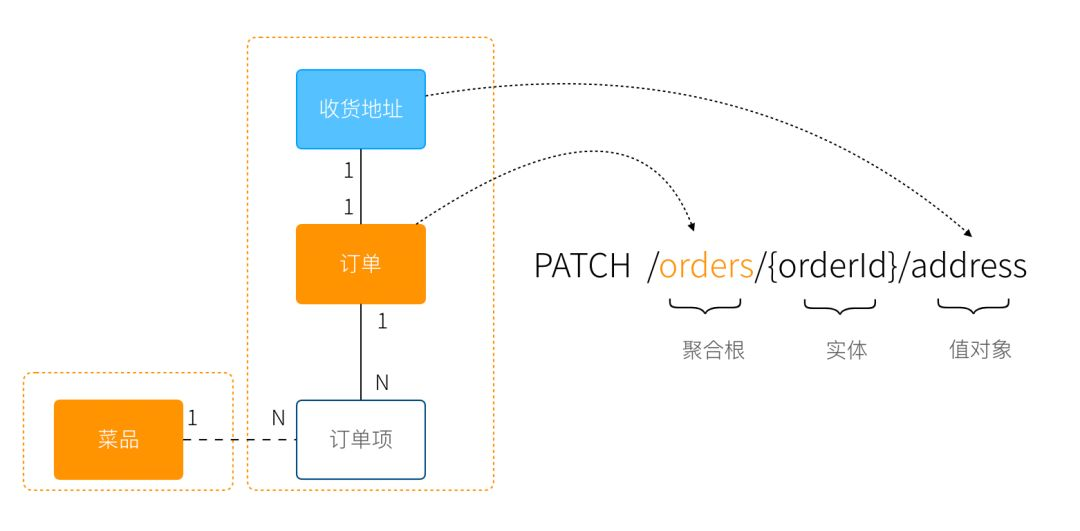 收货地址
1
1
订单
1
N
菜品
1
N
订单项
PATCH /orders/{orderId}/address
聚合根
实体
值对象